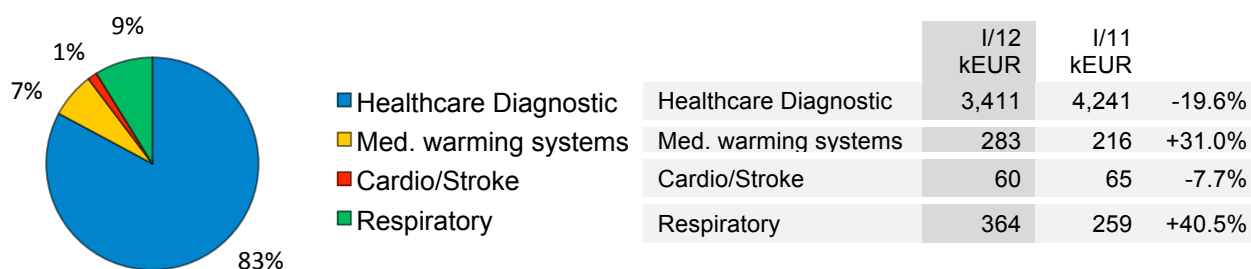 9%
1%
7%
83%
Healthcare Diagnostic
Med. warming systems
Cardio/Stroke
Respiratory
I/12 I/11
kEUR kEUR
Healthcare Diagnostic 3,411 4,241 -19.6%
Med. warming systems 283 216 +31.0%
Cardio/Stroke 60 65 -7.7%
Respiratory 364 259 +40.5%